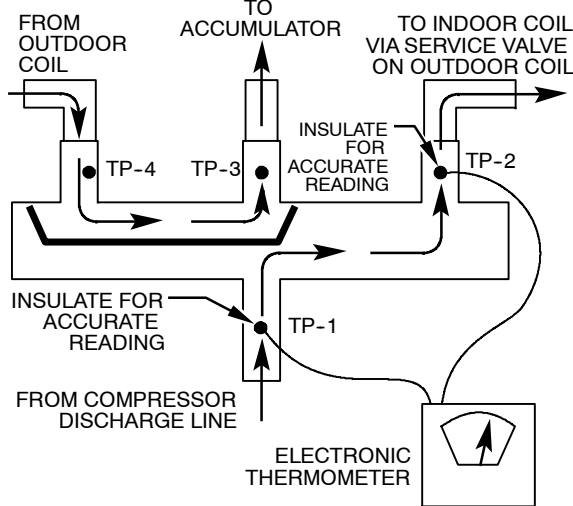 FROM
OUTDOOR
COIL
TO
ACCUMULATOR
TO INDOOR COIL
VIA SERVICE VALVE
ON OUTDOOR COIL
INSULATE
FOR
ACCURATE
READING
TP-4
TP-3
TP-2
INSULATE FOR
ACCURATE
READING
TP-1
FROM COMPRESSOR
DISCHARGE LINE
ELECTRONIC
THERMOMETER